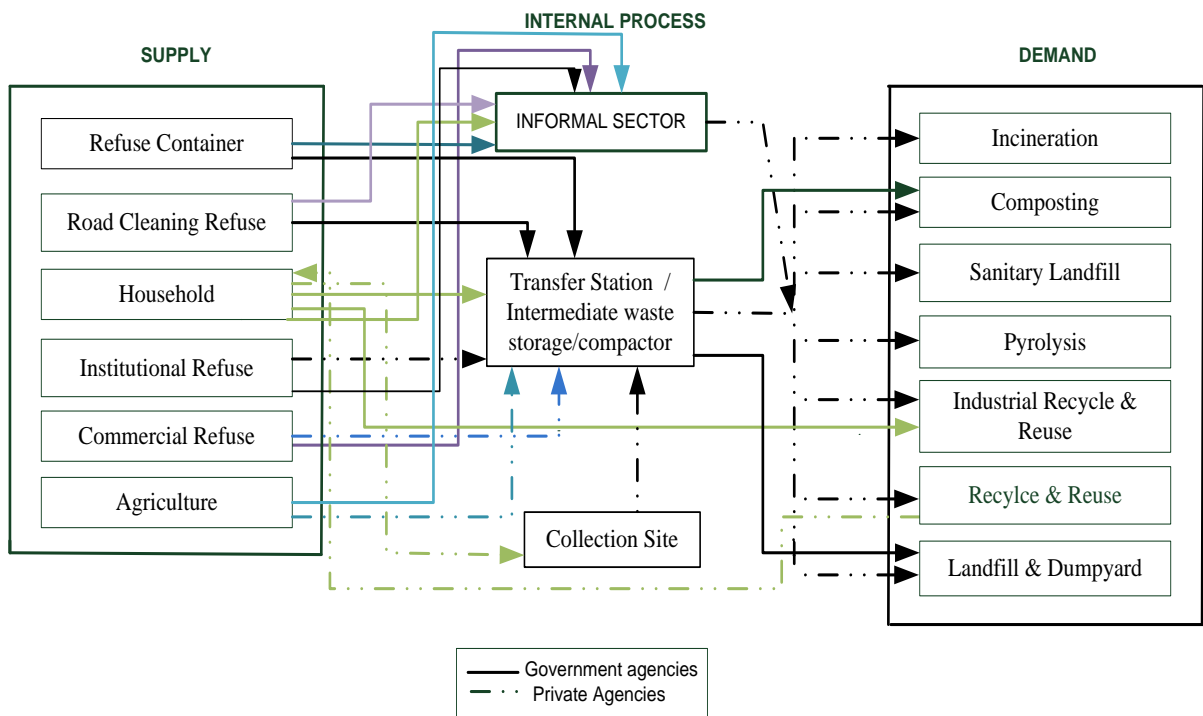 INTERNAL PROCESS
SUPPLY
DEMAND
Refuse Container
Road Cleaning Refuse
Household
Institutional Refuse
Commercial Refuse
Agriculture
INFORMAL SECTOR
Transfer Station /
Intermediate waste
storage/compactor
Collection Site
Incineration
Composting
Sanitary Landfill
Pyrolysis
Industrial Recycle &
Reuse
Recylce & Reuse
Landfill & Dumpyard
Government agencies
Private Agencies